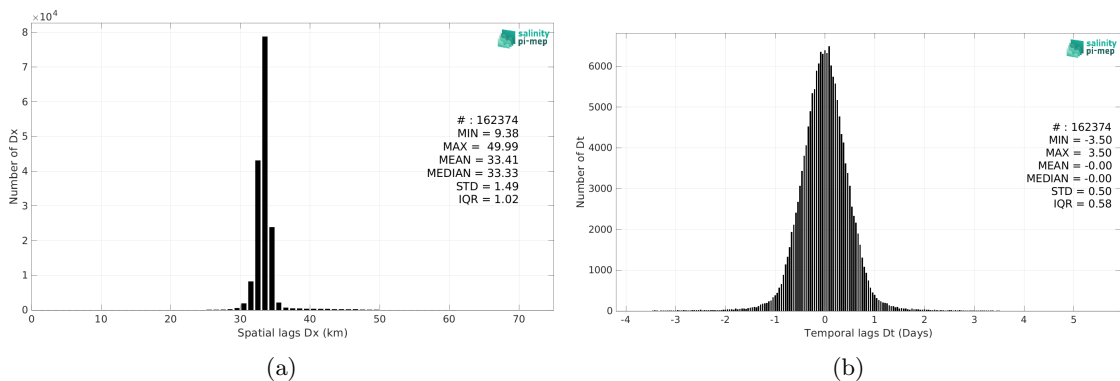 ×10⁴
8
7
6
5
4
3
2
1
0
Number of Dx
0 10 20 30 40 50 60 70
Spatial lags Dx (km)
salinity
pi-mep
# : 162374
MIN = 9.38
MAX = 49.99
MEAN = 33.41
MEDIAN = 33.33
STD = 1.49
IQR = 1.02
(a)
6000
5000
4000
3000
2000
1000
0
Number of Dt
-4 -3 -2 -1 0 1 2 3 4 5
Temporal lags Dt (Days)
salinity
pi-mep
# : 162374
MIN = -3.50
MAX = 3.50
MEAN = -0.00
MEDIAN = -0.00
STD = 0.50
IQR = 0.58
(b)